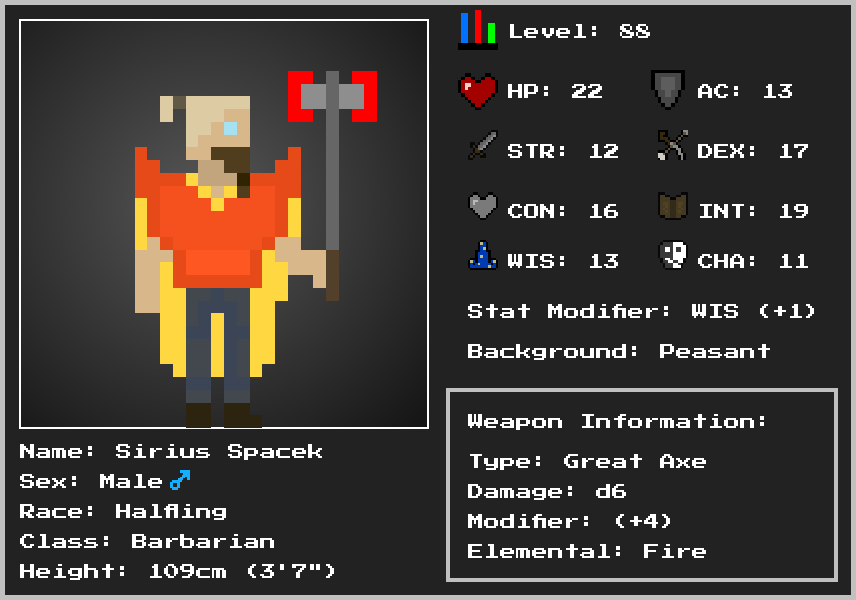 Level: 88
HP: 22 AC: 13
STR: 12 DEX: 17
CON: 16 INT: 19
WIS: 13 CHA: 11
Stat Modifier: WIS (+1)
Background: Peasant
Weapon Information:
Type: Great Axe
Damage: d6
Modifier: (+4)
Elemental: Fire
Name: Sirius Spacek
Sex: Male♂
Race: Halfling
Class: Barbarian
Height: 109cm (3'7")